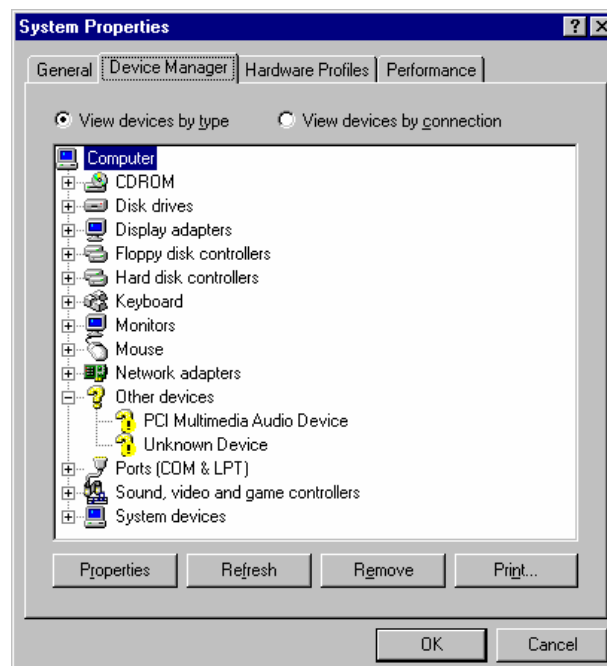 System Properties
General Device Manager Hardware Profiles Performance
View devices by type View devices by connection
Computer
CDROM
Disk drives
Display adapters
Floppy disk controllers
Hard disk controllers
Keyboard
Monitors
Mouse
Network adapters
Other devices
PCI Multimedia Audio Device
Unknown Device
Ports (COM & LPT)
Sound, video and game controllers
System devices
Properties Refresh Remove Print...
OK Cancel